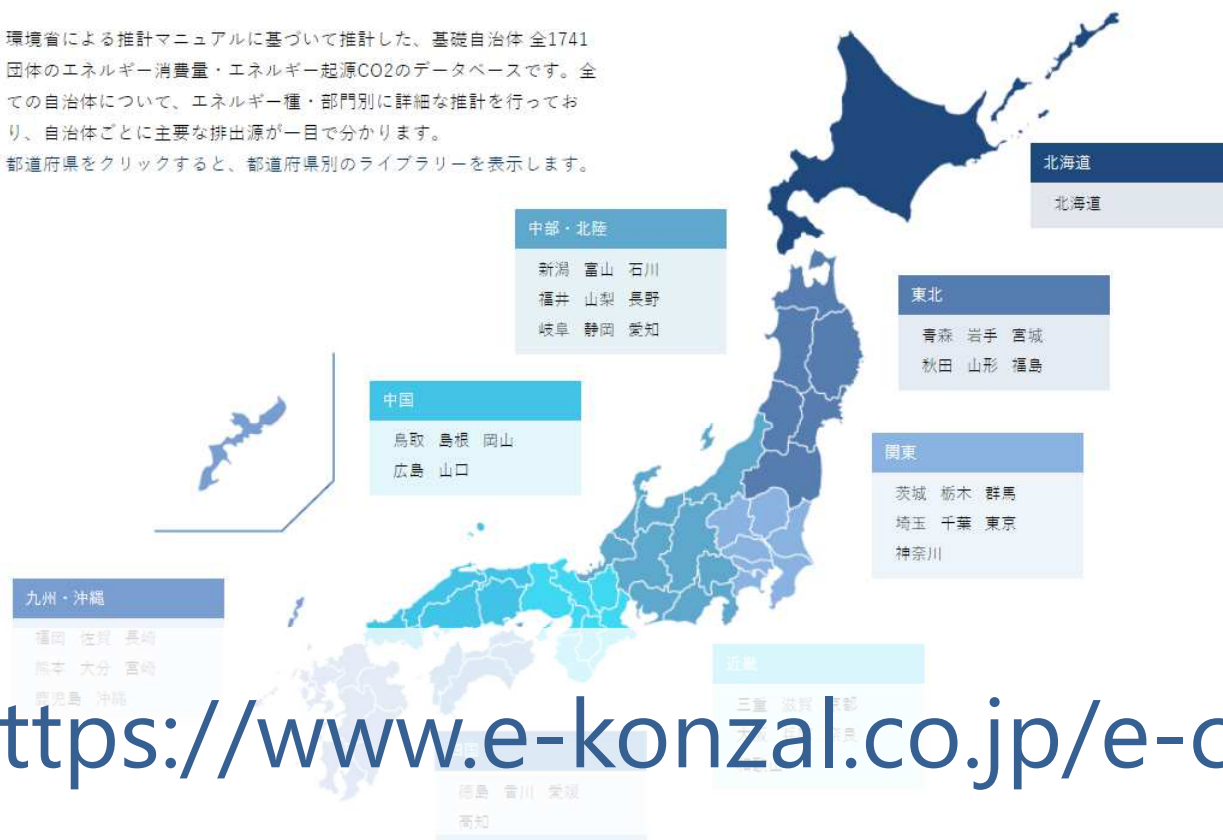 環境省による推計マニュアルに基づいて推計した、基礎自治体 全1741
団体のエネルギー消費量・エネルギー起源CO2のデータベースです。全
ての自治体について、エネルギー種・部門別に詳細な推計を行ってお
り、自治体ごとに主要な排出源が一目で分かります。
都道府県をクリックすると、都道府県別のライブラリーを表示します。
北海道
北海道
中部・北陸
新潟 富山 石川
福井 山梨 長野
岐阜 静岡 愛知
東北
青森 岩手 宮城
秋田 山形 福島
中国
鳥取 島根 岡山
広島 山口
関東
茨城 栃木 群馬
埼玉 千葉 東京
神奈川
九州・沖縄
福岡 佐賀 長崎
熊本 大分 宮崎
鹿児島 沖縄
近畿
三重 滋賀 京都
ttps://www.e-konzal.co.jp/e-c
徳島 香川 愛媛
高知